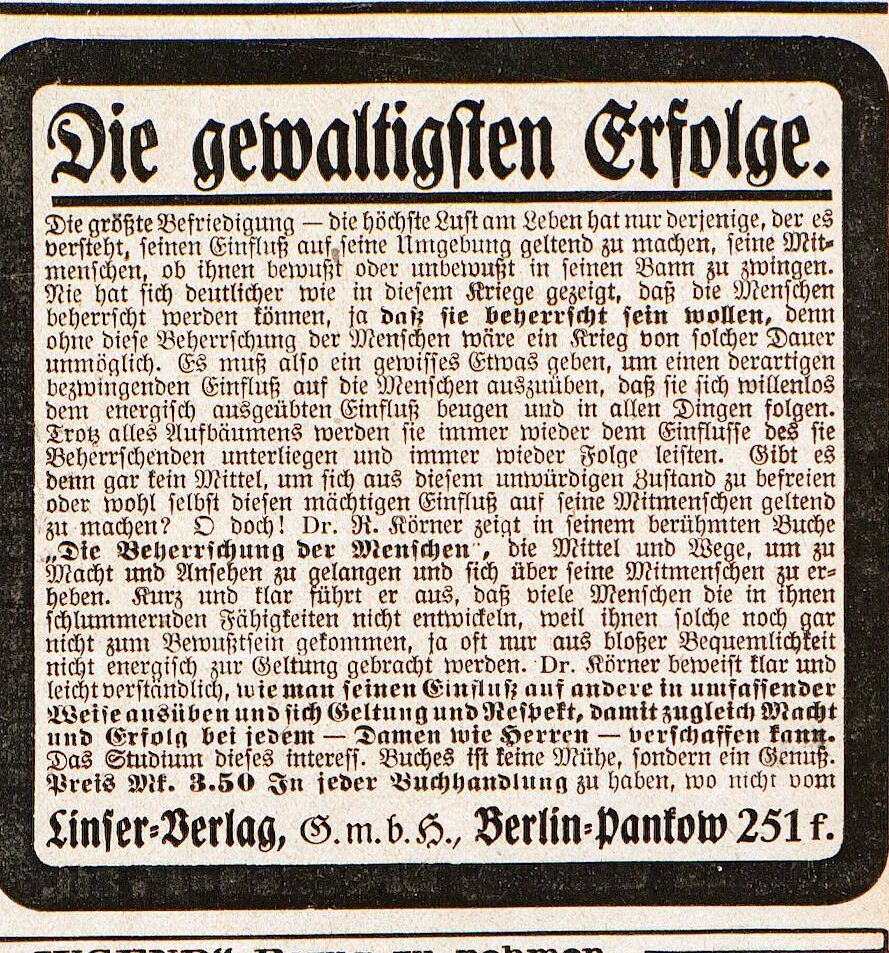 Die gewaltigsten Erfolge.
Die größte Befriedigung — die höchste Lust am Leben hat nur derjenige, der es
versteht, seinen Einfluß auf seine Umgebung geltend zu machen, seine Mit-
menschen, ob ihnen bewußt oder unbewußt in seinen Bann zu zwingen.
Nie hat sich deutlicher wie in diesem Kriege gezeigt, daß die Menschen
beherrscht werden können, ja daß sie beherrscht sein wollen, denn
ohne diese Beherrschung der Menschen wäre ein Krieg von solcher Dauer
unmöglich. Es muß also ein gewisses Etwas geben, um einen derartigen
bezwingenden Einfluß auf die Menschen auszuüben, daß sie sich willenlos
dem energisch ausgeübten Einfluß beugen und in allen Dingen folgen.
Trotz alles Aufbäumens werden sie immer wieder dem Einflusse des sie
Beherrschenden unterliegen und immer wieder Folge leisten. Gibt es
denn gar kein Mittel, um sich aus diesem unwürdigen Zustand zu befreien
oder wohl selbst diesen mächtigen Einfluß auf seine Mitmenschen geltend
zu machen? O doch! Dr. R. Körner zeigt in seinem berühmten Buche
„Die Beherrschung der Menschen", die Mittel und Wege, um zu
Macht und Ansehen zu gelangen und sich über seine Mitmenschen zu er-
heben. Kurz und klar führt er aus, daß viele Menschen die in ihnen
schlummernden Fähigkeiten nicht entwickeln, weil ihnen solche noch gar
nicht zum Bewußtsein gekommen, ja oft nur aus bloßer Bequemlichkeit
nicht energisch zur Geltung gebracht werden. Dr. Körner beweist klar und
leicht verständlich, wie man seinen Einfluß auf andere in umfassender
Weise ausüben und sich Geltung und Respekt, damit zugleich Macht
und Erfolg bei jedem — Damen wie Herren — verschaffen kann.
Das Studium dieses interess. Buches ist keine Mühe, sondern ein Genuß.
Preis Mk. 3.50 In jeder Buchhandlung zu haben, wo nicht vom
Linser-Verlag, G. m. b. H., Berlin-Pankow 251 f.